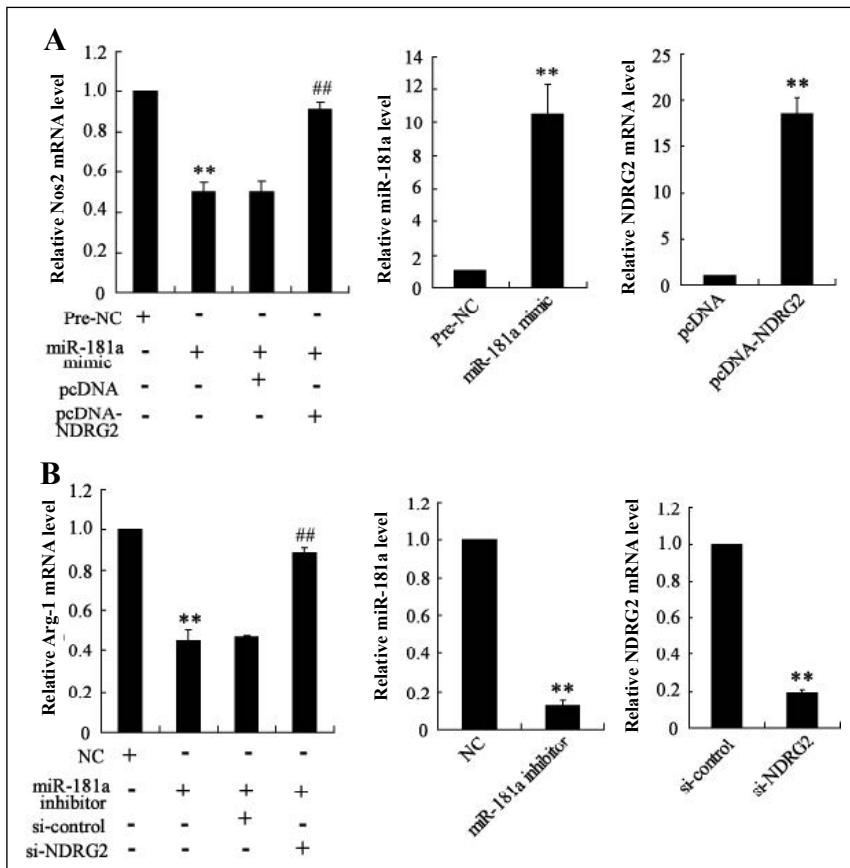 A
Relative Nos2 mRNA level
1.2
1.0
0.8
0.6
0.4
0.2
0
**
##
Pre-NC + - - -
miR-181a mimic - + + +
pcDNA - - + -
pcDNA-NDRG2 - - - +
Relative miR-181a level
14
12
10
8
6
4
2
0
**
Pre-NC
miR-181a mimic
Relative NDRG2 mRNA level
25
20
15
10
5
0
**
pcDNA
pcDNA-NDRG2
B
Relative Arg-1 mRNA level
1.2
1.0
0.8
0.6
0.4
0.2
0
**
##
NC + - - -
miR-181a inhibitor - + + +
si-control - - + -
si-NDRG2 - - - +
Relative miR-181a level
1.2
1.0
0.8
0.6
0.4
0.2
0
**
NC
miR-181a inhibitor
Relative NDRG2 mRNA level
1.2
1.0
0.8
0.6
0.4
0.2
0
**
si-control
si-NDRG2